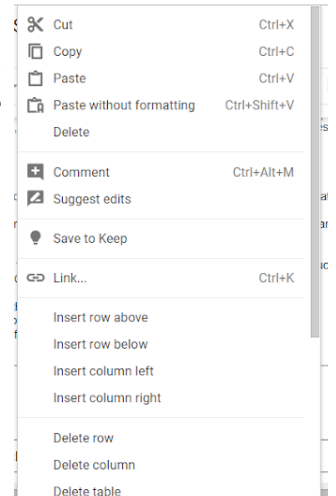 Cut Ctrl+X
Copy Ctrl+C
Paste Ctrl+V
Paste without formatting Ctrl+Shift+V
Delete
Comment Ctrl+Alt+M
Suggest edits
Save to Keep
Link... Ctrl+K
Insert row above
Insert row below
Insert column left
Insert column right
Delete row
Delete column
Delete table